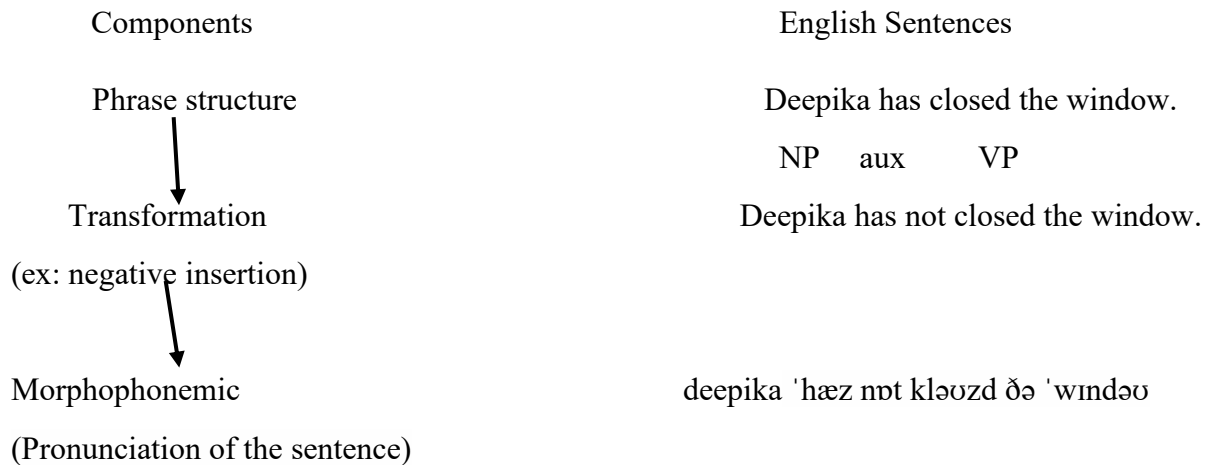 Components English Sentences
Phrase structure Deepika has closed the window.
NP aux VP
Transformation Deepika has not closed the window.
(ex: negative insertion)
Morphophonemic deepika ˈhæz nɒt kləʊzd ðə ˈwɪndəʊ
(Pronunciation of the sentence)